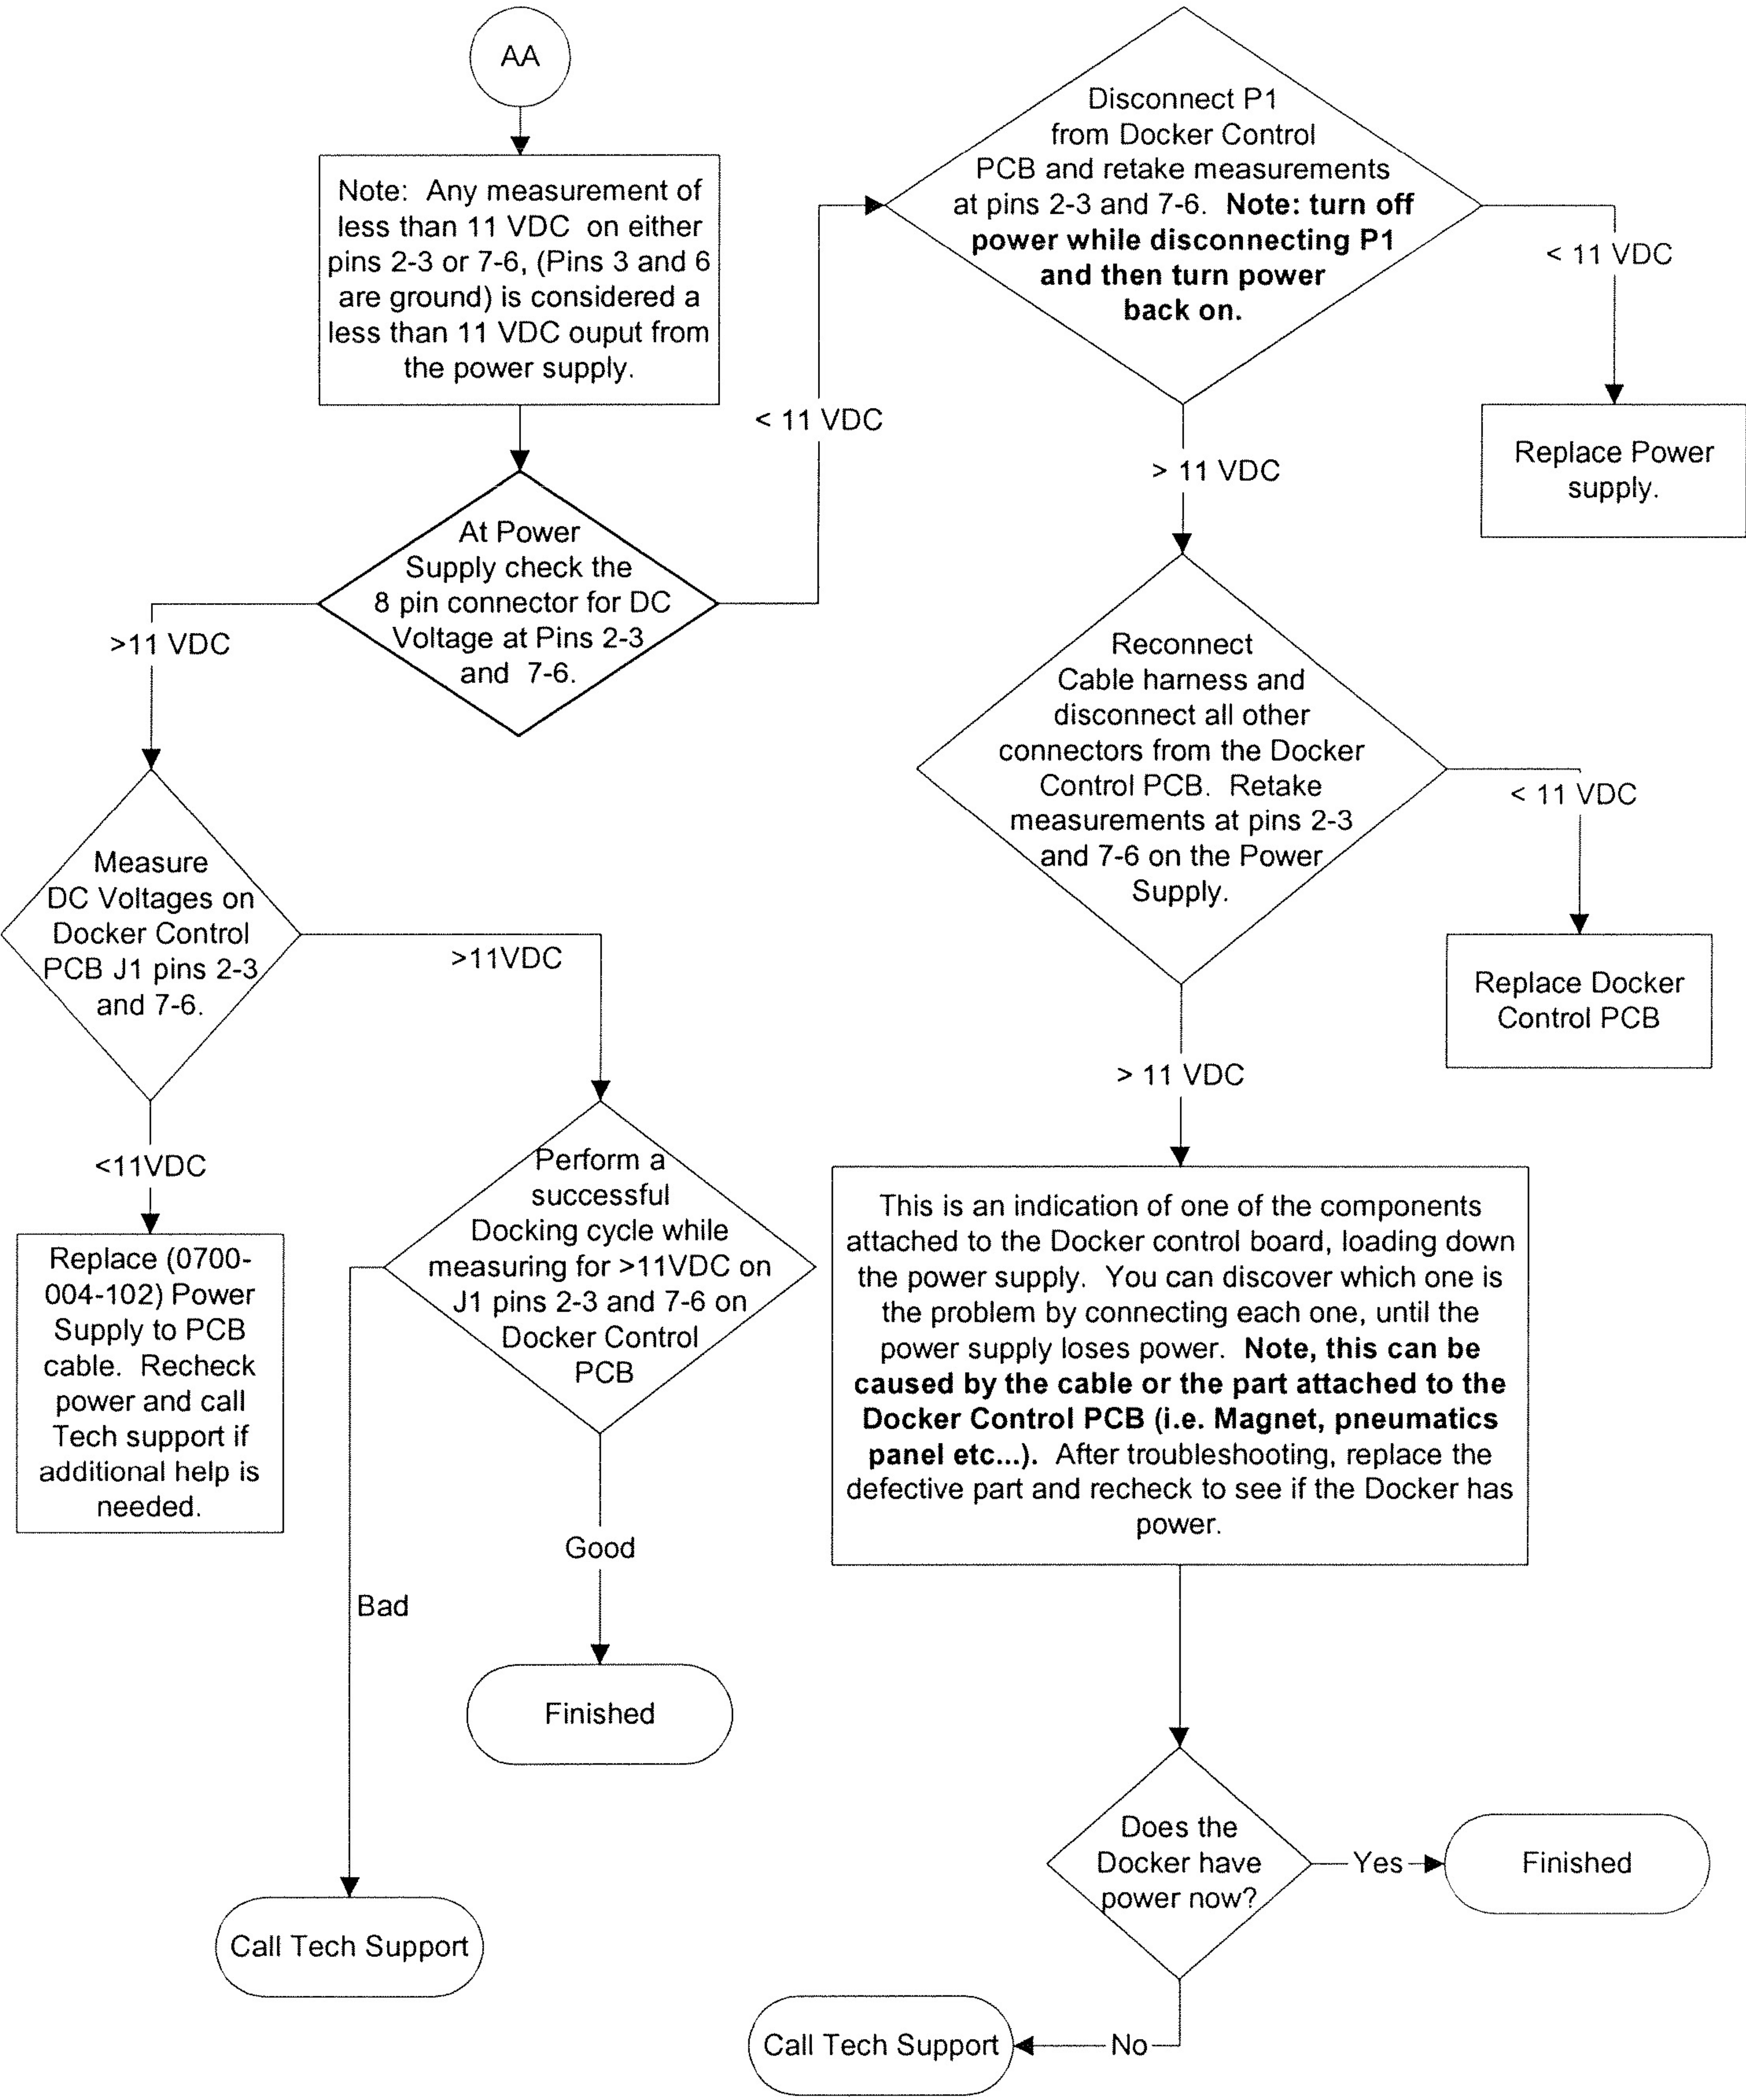 AA
Note: Any measurement of
less than 11 VDC on either
pins 2-3 or 7-6, (Pins 3 and 6
are ground) is considered a
less than 11 VDC ouput from
the power supply.
At Power
Supply check the
8 pin connector for DC
Voltage at Pins 2-3
and 7-6.
>11 VDC
< 11 VDC
Measure
DC Voltages on
Docker Control
PCB J1 pins 2-3
and 7-6.
>11VDC
<11VDC
Replace (0700-
004-102) Power
Supply to PCB
cable. Recheck
power and call
Tech support if
additional help is
needed.
Perform a
successful
Docking cycle while
measuring for >11VDC on
J1 pins 2-3 and 7-6 on
Docker Control
PCB
Good
Bad
Finished
Call Tech Support
Disconnect P1
from Docker Control
PCB and retake measurements
at pins 2-3 and 7-6. Note: turn off
power while disconnecting P1
and then turn power
back on.
< 11 VDC
Replace Power
supply.
> 11 VDC
Reconnect
Cable harness and
disconnect all other
connectors from the Docker
Control PCB. Retake
measurements at pins 2-3
and 7-6 on the Power
Supply.
< 11 VDC
Replace Docker
Control PCB
> 11 VDC
This is an indication of one of the components
attached to the Docker control board, loading down
the power supply. You can discover which one is
the problem by connecting each one, until the
power supply loses power. Note, this can be
caused by the cable or the part attached to the
Docker Control PCB (i.e. Magnet, pneumatics
panel etc...). After troubleshooting, replace the
defective part and recheck to see if the Docker has
power.
Does the
Docker have
power now?
Yes
Finished
No
Call Tech Support